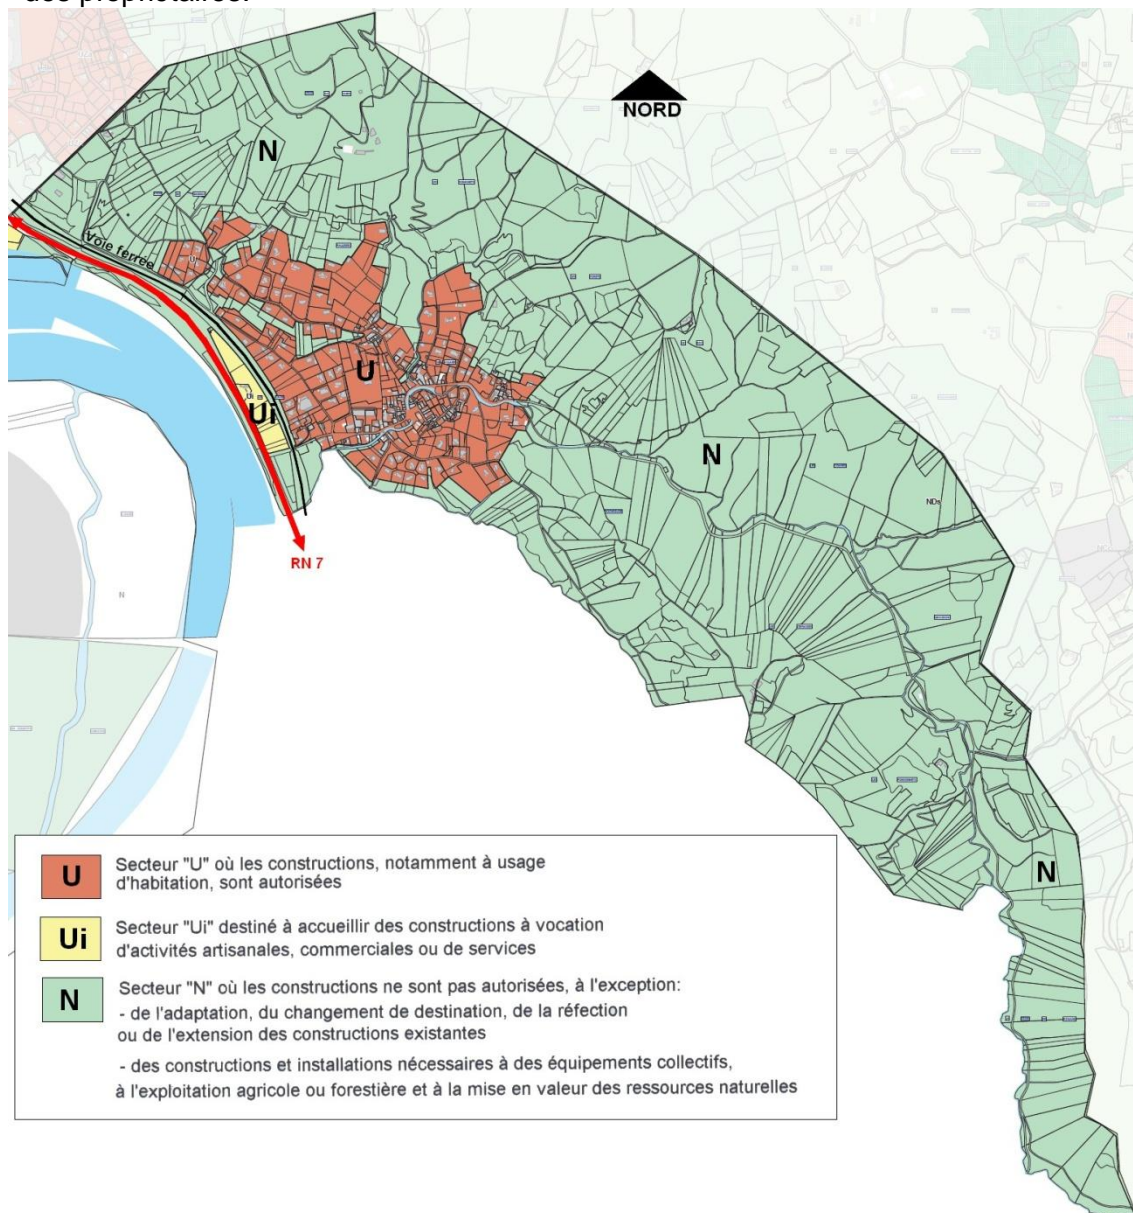 des propriétaires.
NORD
N
Voie ferrée
U
Ui
N
NDs
RN 7
N
N
U
Secteur "U" où les constructions, notamment à usage
d'habitation, sont autorisées
Ui
Secteur "Ui" destiné à accueillir des constructions à vocation
d'activités artisanales, commerciales ou de services
N
Secteur "N" où les constructions ne sont pas autorisées, à l'exception:
- de l'adaptation, du changement de destination, de la réfection
ou de l'extension des constructions existantes
- des constructions et installations nécessaires à des équipements collectifs,
à l'exploitation agricole ou forestière et à la mise en valeur des ressources naturelles